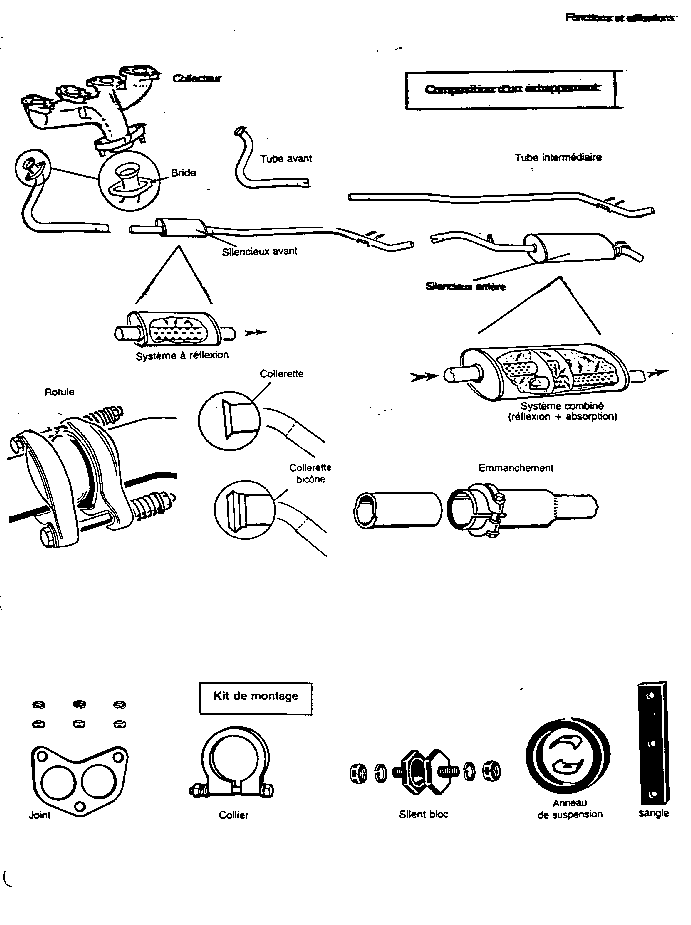 Fonctions et utilisations
Collecteur
Composition d'un échappement
Bride
Tube avant
Tube intermédiaire
Silencieux avant
Silencieux arrière
Système à réflexion
Système combiné
(réflexion + absorption)
Rotule
Collerette
Collerette
bicône
Emmanchement
Kit de montage
Joint
Collier
Silent bloc
Anneau
de suspension
sangle